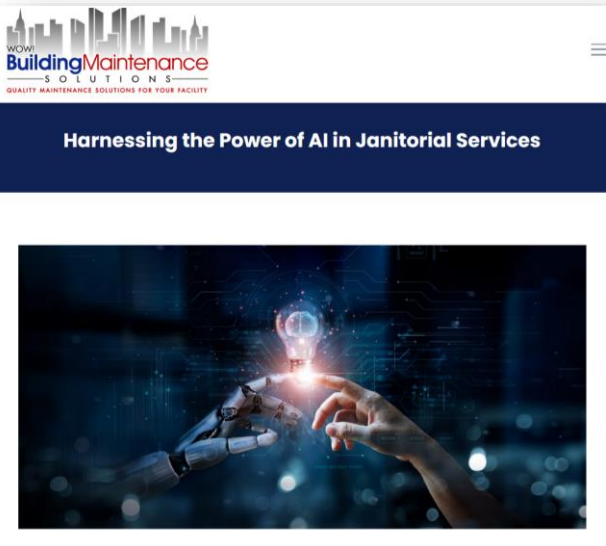 WOW!
BuildingMaintenance
SOLUTIONS
QUALITY MAINTENANCE SOLUTIONS FOR YOUR FACILITY
Harnessing the Power of AI in Janitorial Services